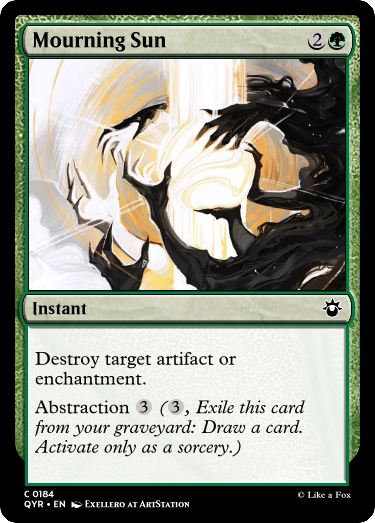 Mourning Sun 2
Instant
Destroy target artifact or
enchantment.
Abstraction 3 (3, Exile this card
from your graveyard: Draw a card.
Activate only as a sorcery.)
C 0184
QYR • EN Exellero at ArtStation
© Like a Fox